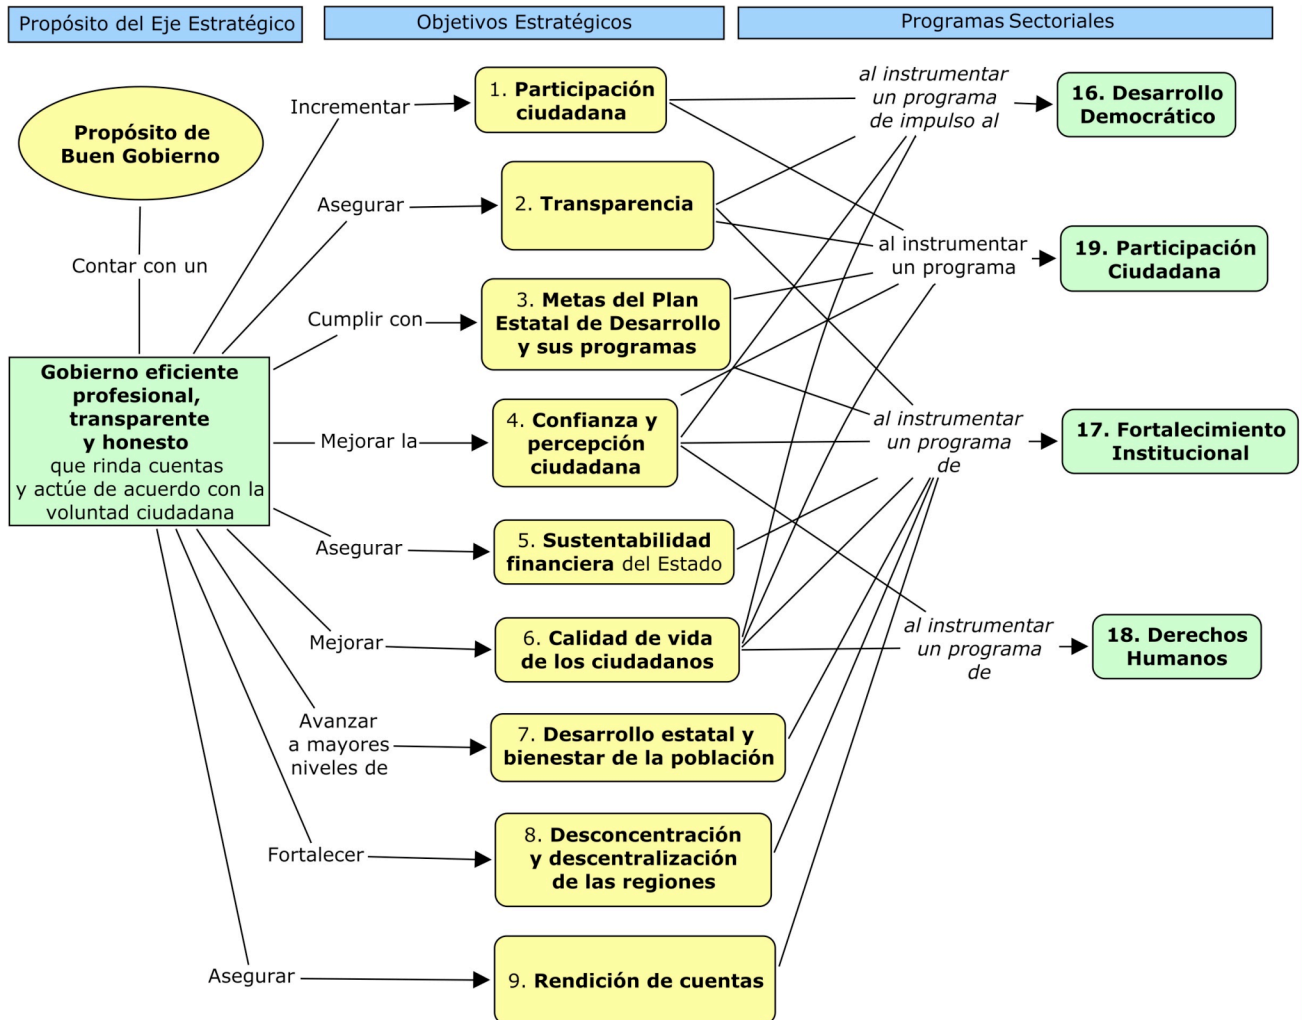 Propósito del Eje Estratégico
Objetivos Estratégicos
Programas Sectoriales
Propósito de
Buen Gobierno
Contar con un
Gobierno eficiente
profesional,
transparente
y honesto
que rinda cuentas
y actúe de acuerdo con la
voluntad ciudadana
Incrementar
1. Participación
ciudadana
Asegurar
2. Transparencia
Cumplir con
3. Metas del Plan
Estatal de Desarrollo
y sus programas
Mejorar la
4. Confianza y
percepción
ciudadana
Asegurar
5. Sustentabilidad
financiera del Estado
Mejorar
6. Calidad de vida
de los ciudadanos
Avanzar
a mayores
niveles de
7. Desarrollo estatal y
bienestar de la población
Fortalecer
8. Desconcentración
y descentralización
de las regiones
Asegurar
9. Rendición de cuentas
al instrumentar
un programa
de impulso al
16. Desarrollo
Democrático
al instrumentar
un programa
19. Participación
Ciudadana
al instrumentar
un programa
de
17. Fortalecimiento
Institucional
al instrumentar
un programa
de
18. Derechos
Humanos